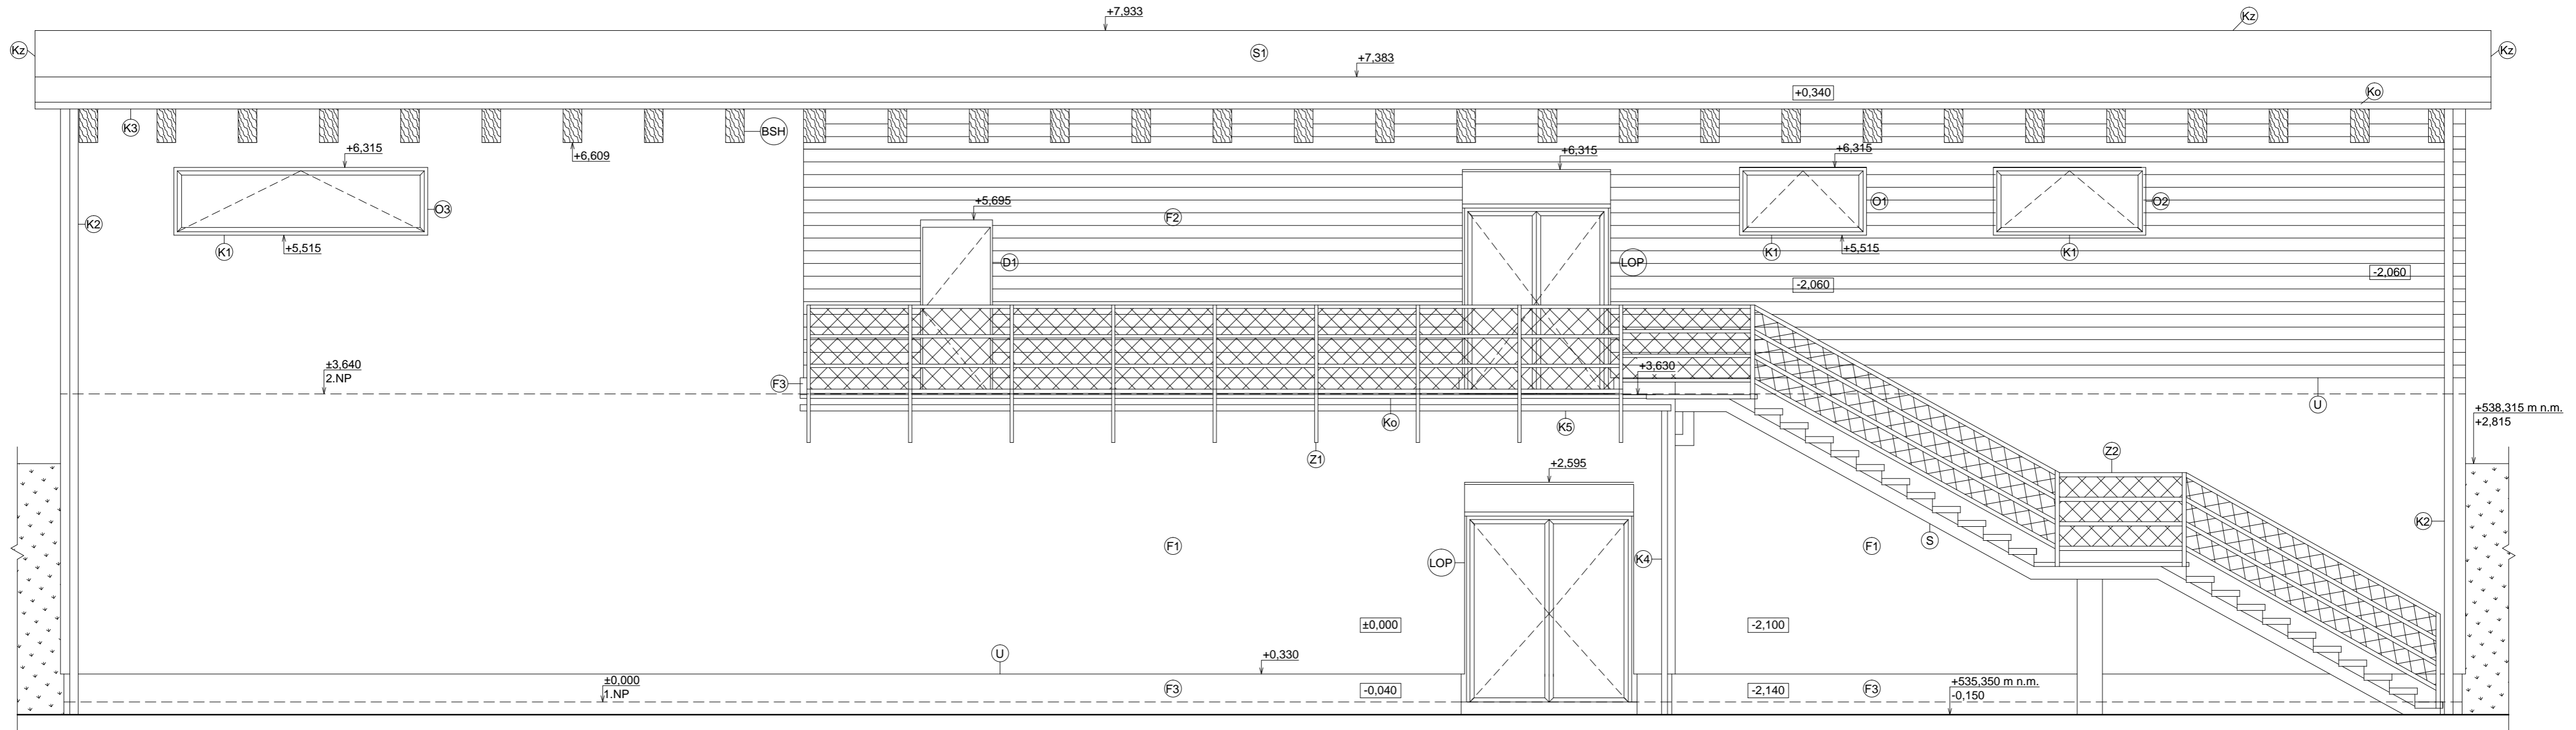 +7,933
Kz
Kz
S1
Kz
+7,383
+0,340
Ko
K3
BSH
+6,609
+6,315
+6,315
+6,315
O3
K2
K1
+5,515
+5,695
F2
D1
LOP
O1
O2
K1
+5,515
K1
-2,060
-2,060
±3,640
2.NP
F3
+3,630
U
Ko
K5
+538,315 m n.m.
+2,815
Z1
Z2
+2,595
F1
LOP
K4
F1
S
K2
±0,000
-2,100
U
+0,330
±0,000
1.NP
F3
-0,040
-2,140
F3
+535,350 m n.m.
-0,150